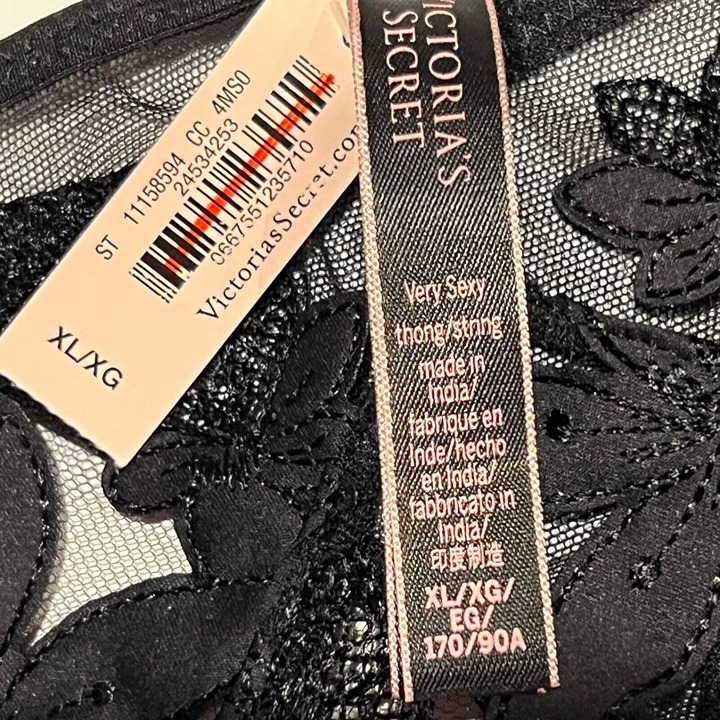 ST 11158594 CC 4MS0
24534253
0667551235710
VictoriasSecret.com
XL/XG
VICTORIA'S
SECRET
Very Sexy
thong/string
made in
India/
fabriqué en
Inde/hecho
en India/
fabbricato in
India/
印度制造
XL/XG/
EG/
170/90A